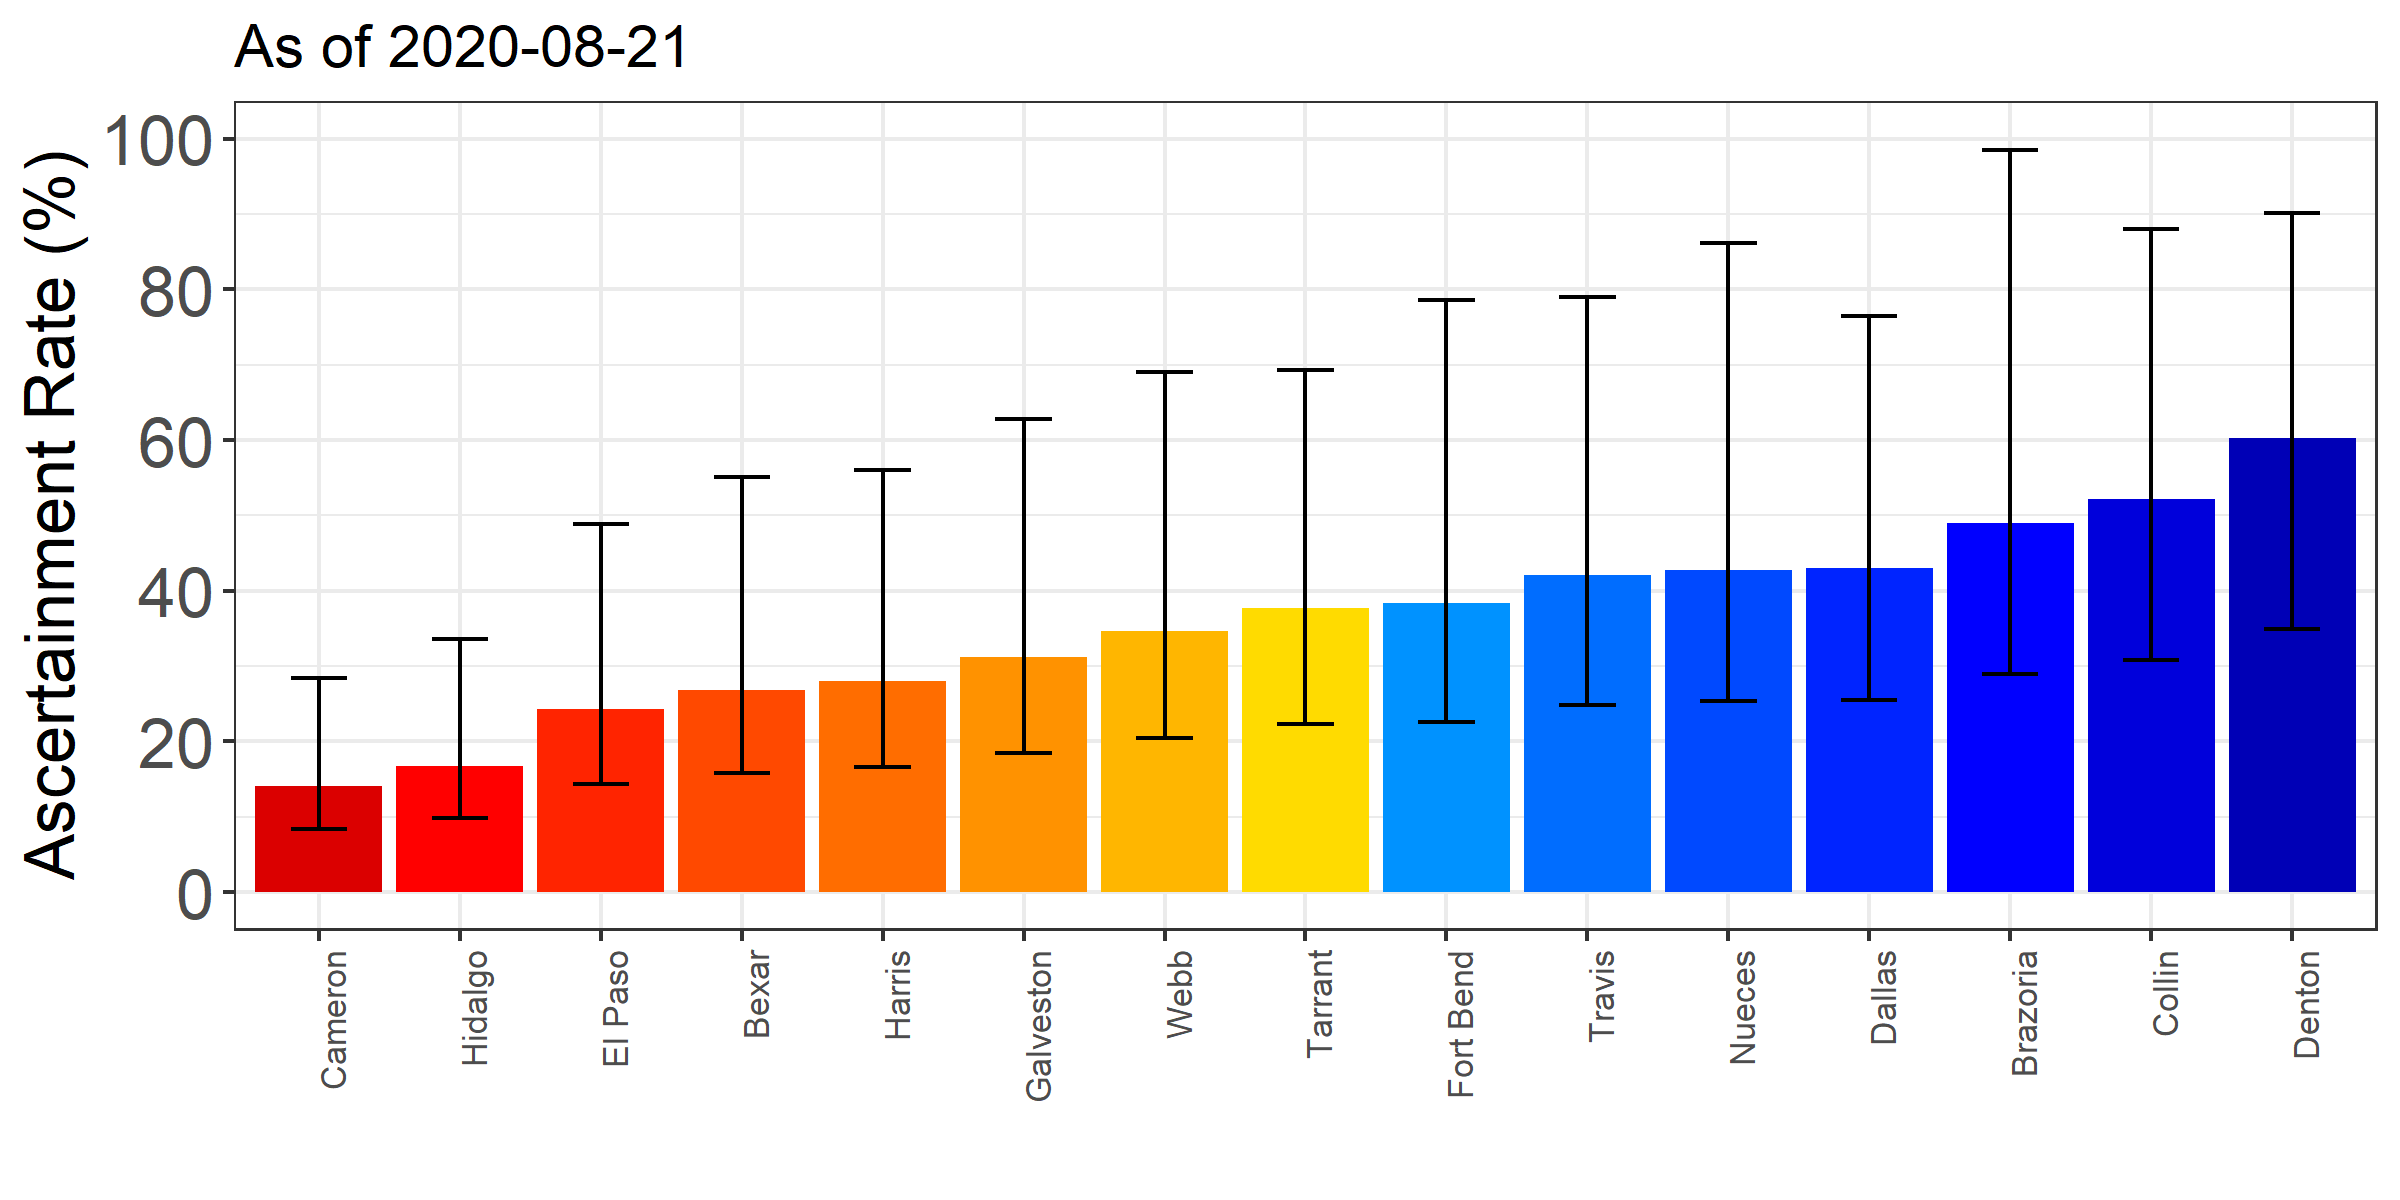 As of 2020-08-21
Ascertainment Rate (%)
100
80
60
40
20
0
Cameron
Hidalgo
El Paso
Bexar
Harris
Galveston
Webb
Tarrant
Fort Bend
Travis
Nueces
Dallas
Brazoria
Collin
Denton